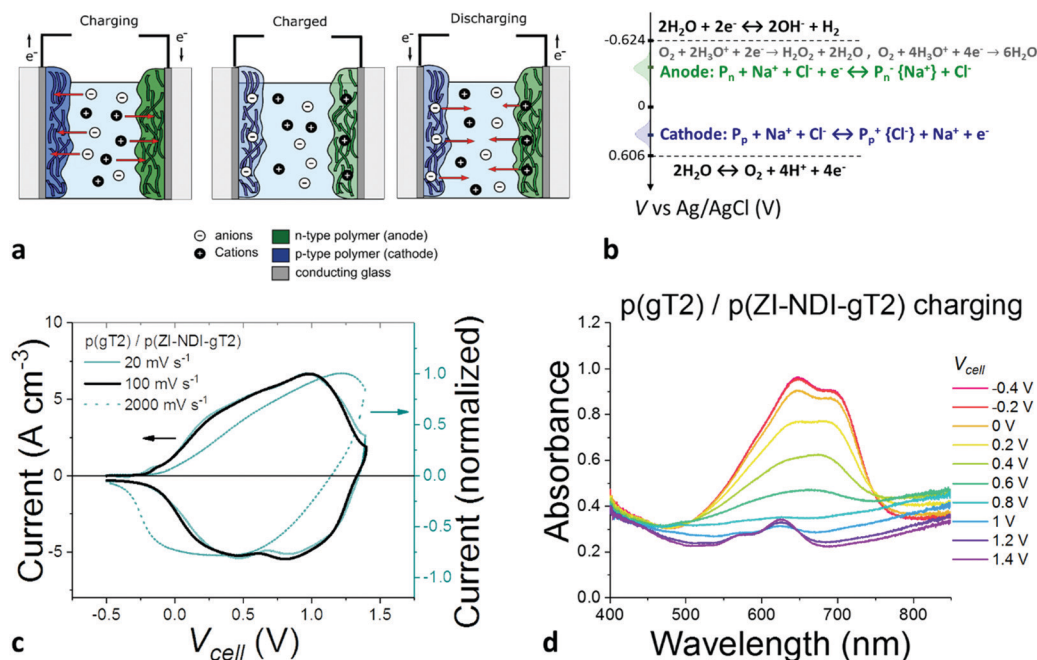 Charging
Charged
Discharging
e⁻
e⁻
e⁻
e⁻
anions
Cations
n-type polymer (anode)
p-type polymer (cathode)
conducting glass
a
2H₂O + 2e⁻ ↔ 2OH⁻ + H₂
-0.624
O₂ + 2H₃O⁺ + 2e⁻ → H₂O₂ + 2H₂O , O₂ + 4H₃O⁺ + 4e⁻ → 6H₂O
Anode: Pₙ + Na⁺ + Cl⁻ + e⁻ ↔ Pₙ⁻ {Na⁺} + Cl⁻
0
Cathode: Pₚ + Na⁺ + Cl⁻ ↔ Pₚ⁺ {Cl⁻} + Na⁺ + e⁻
0.606
2H₂O ↔ O₂ + 4H⁺ + 4e⁻
V vs Ag/AgCl (V)
b
p(gT2) / p(ZI-NDI-gT2)
20 mV s⁻¹
100 mV s⁻¹
2000 mV s⁻¹
10
5
0
-5
Current (A cm⁻³)
1.0
0.5
0.0
-0.5
-1.0
Current (normalized)
-0.5
0.0
0.5
1.0
1.5
V_cell (V)
c
p(gT2) / p(ZI-NDI-gT2) charging
1.2
1.0
0.8
0.6
0.4
0.2
0.0
Absorbance
400
500
600
700
800
Wavelength (nm)
V_cell
-0.4 V
-0.2 V
0 V
0.2 V
0.4 V
0.6 V
0.8 V
1 V
1.2 V
1.4 V
d